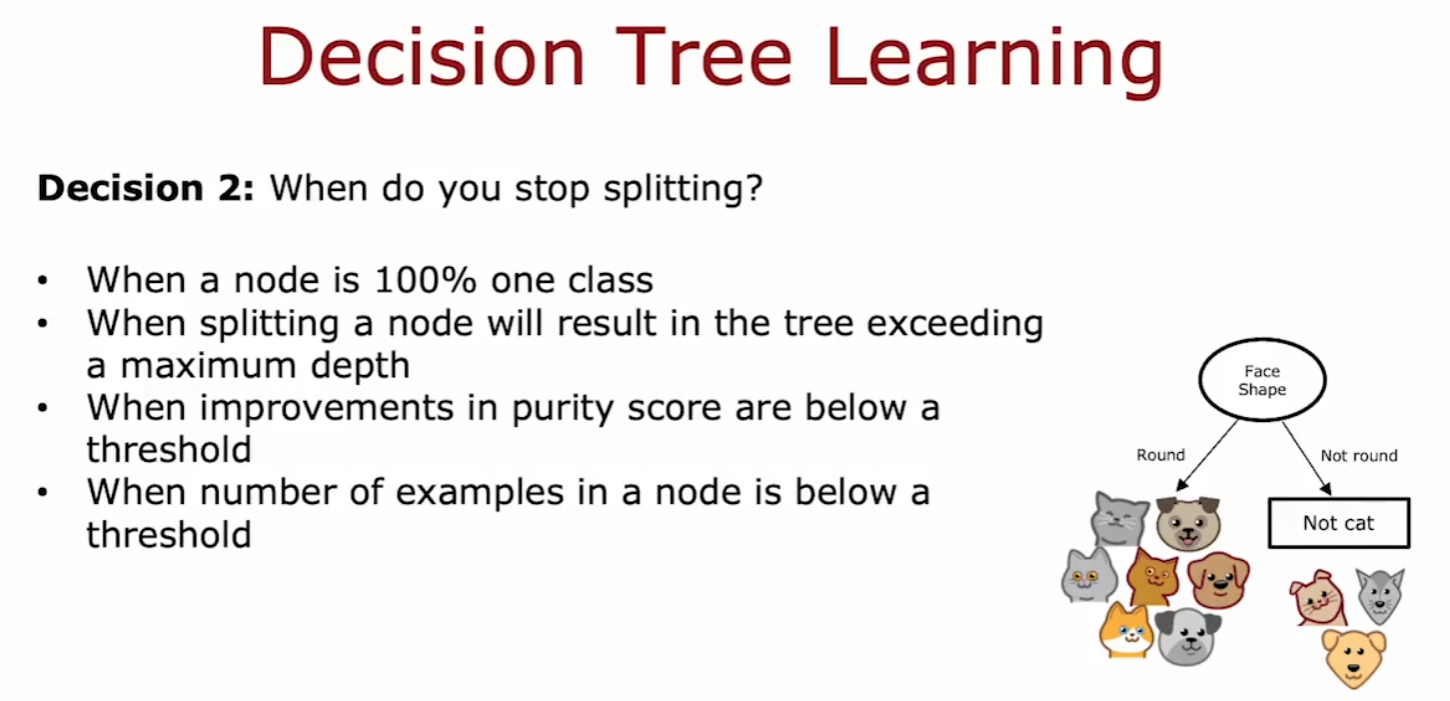 Decision Tree Learning
Decision 2: When do you stop splitting?
• When a node is 100% one class
• When splitting a node will result in the tree exceeding
a maximum depth
• When improvements in purity score are below a
threshold
• When number of examples in a node is below a
threshold
Face
Shape
Round
Not round
Not cat